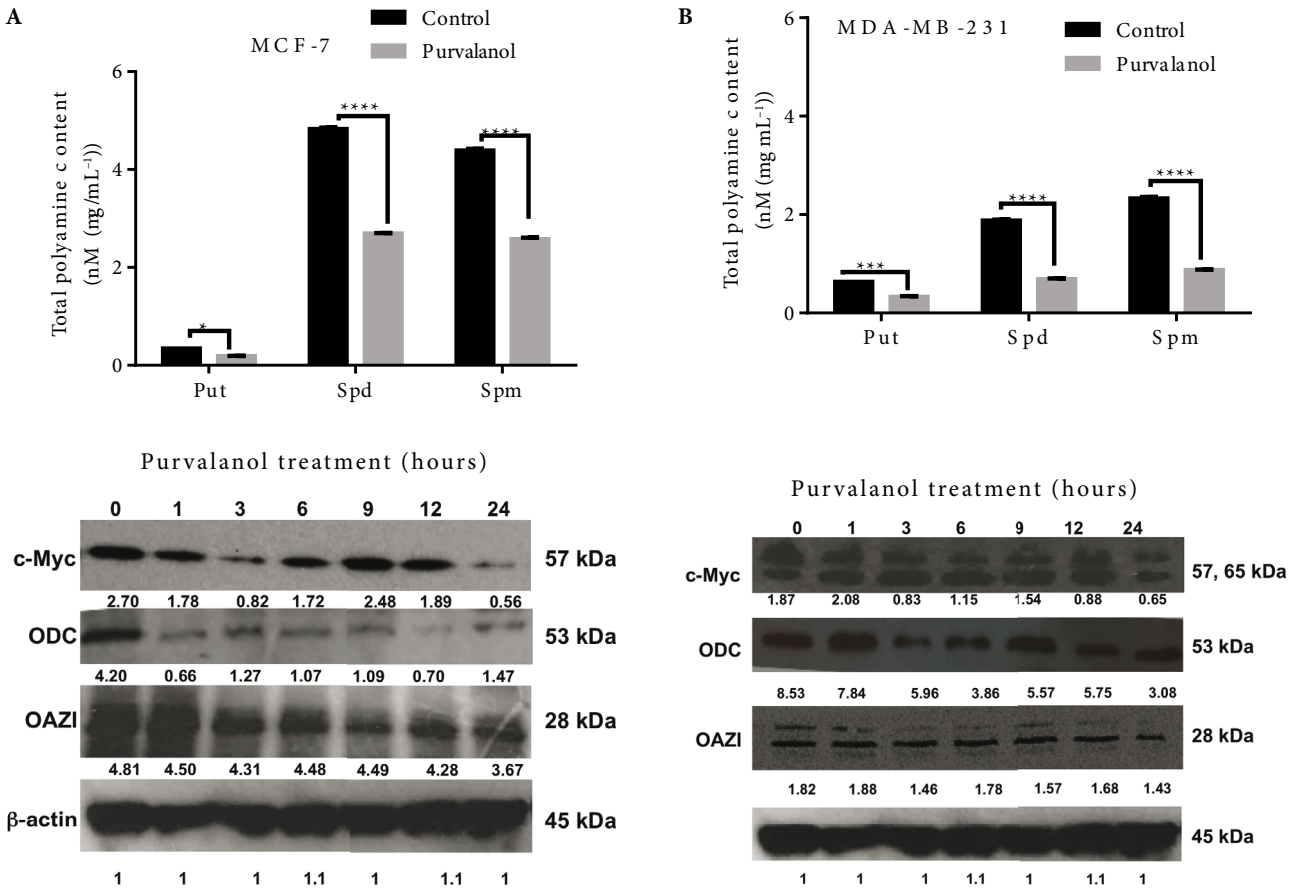 A
MCF-7
Control
Purvalanol
Total polyamine c ontent
(nM (mg/mL⁻¹))
6
4
2
0
*
****
****
Put Spd Spm
Purvalanol treatment (hours)
0 1 3 6 9 12 24
c-Myc 57 kDa
2.70 1.78 0.82 1.72 2.48 1.89 0.56
ODC 53 kDa
4.20 0.66 1.27 1.07 1.09 0.70 1.47
OAZI 28 kDa
4.81 4.50 4.31 4.48 4.49 4.28 3.67
β-actin 45 kDa
1 1 1 1.1 1 1.1 1
B
MDA-MB-231
Control
Purvalanol
Total polyamine c ontent
(nM (mg mL⁻¹))
6
4
2
0
***
****
****
Put Spd Spm
Purvalanol treatment (hours)
0 1 3 6 9 12 24
c-Myc 57, 65 kDa
1.87 2.08 0.83 1.15 1.54 0.88 0.65
ODC 53 kDa
8.53 7.84 5.96 3.86 5.57 5.75 3.08
OAZI 28 kDa
1.82 1.88 1.46 1.78 1.57 1.68 1.43
45 kDa
1 1 1 1.1 1 1.1 1